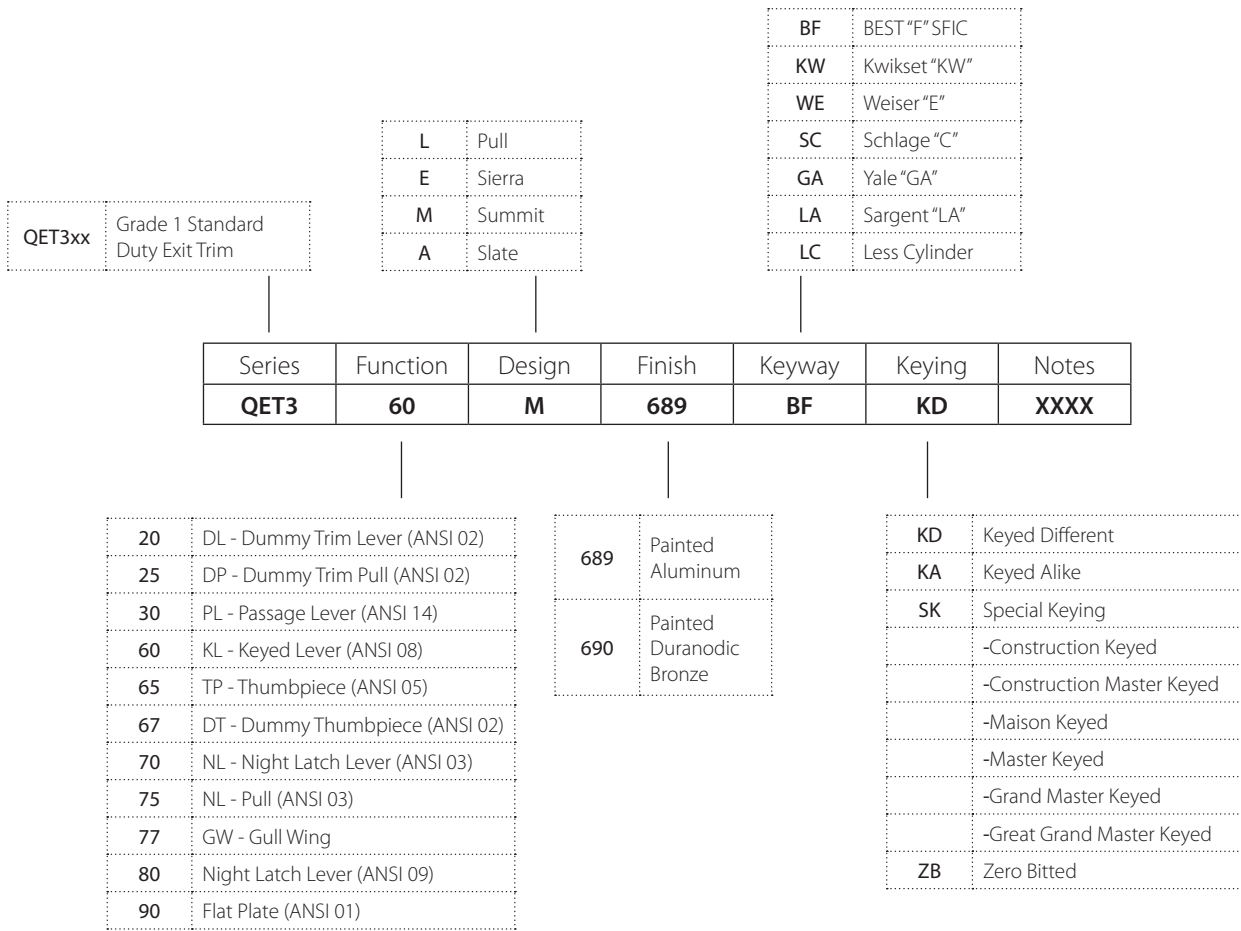 BF BEST "F" SFIC
KW Kwikset "KW"
WE Weiser "E"
SC Schlage "C"
GA Yale "GA"
LA Sargent "LA"
LC Less Cylinder
L Pull
E Sierra
M Summit
A Slate
QET3xx Grade 1 Standard
Duty Exit Trim
Series Function Design Finish Keyway Keying Notes
QET3 60 M 689 BF KD XXXX
20 DL - Dummy Trim Lever (ANSI 02)
25 DP - Dummy Trim Pull (ANSI 02)
30 PL - Passage Lever (ANSI 14)
60 KL - Keyed Lever (ANSI 08)
65 TP - Thumbpiece (ANSI 05)
67 DT - Dummy Thumbpiece (ANSI 02)
70 NL - Night Latch Lever (ANSI 03)
75 NL - Pull (ANSI 03)
77 GW - Gull Wing
80 Night Latch Lever (ANSI 09)
90 Flat Plate (ANSI 01)
689 Painted
Aluminum
690 Painted
Duranodic
Bronze
KD Keyed Different
KA Keyed Alike
SK Special Keying
-Construction Keyed
-Construction Master Keyed
-Maison Keyed
-Master Keyed
-Grand Master Keyed
-Great Grand Master Keyed
ZB Zero Bitted